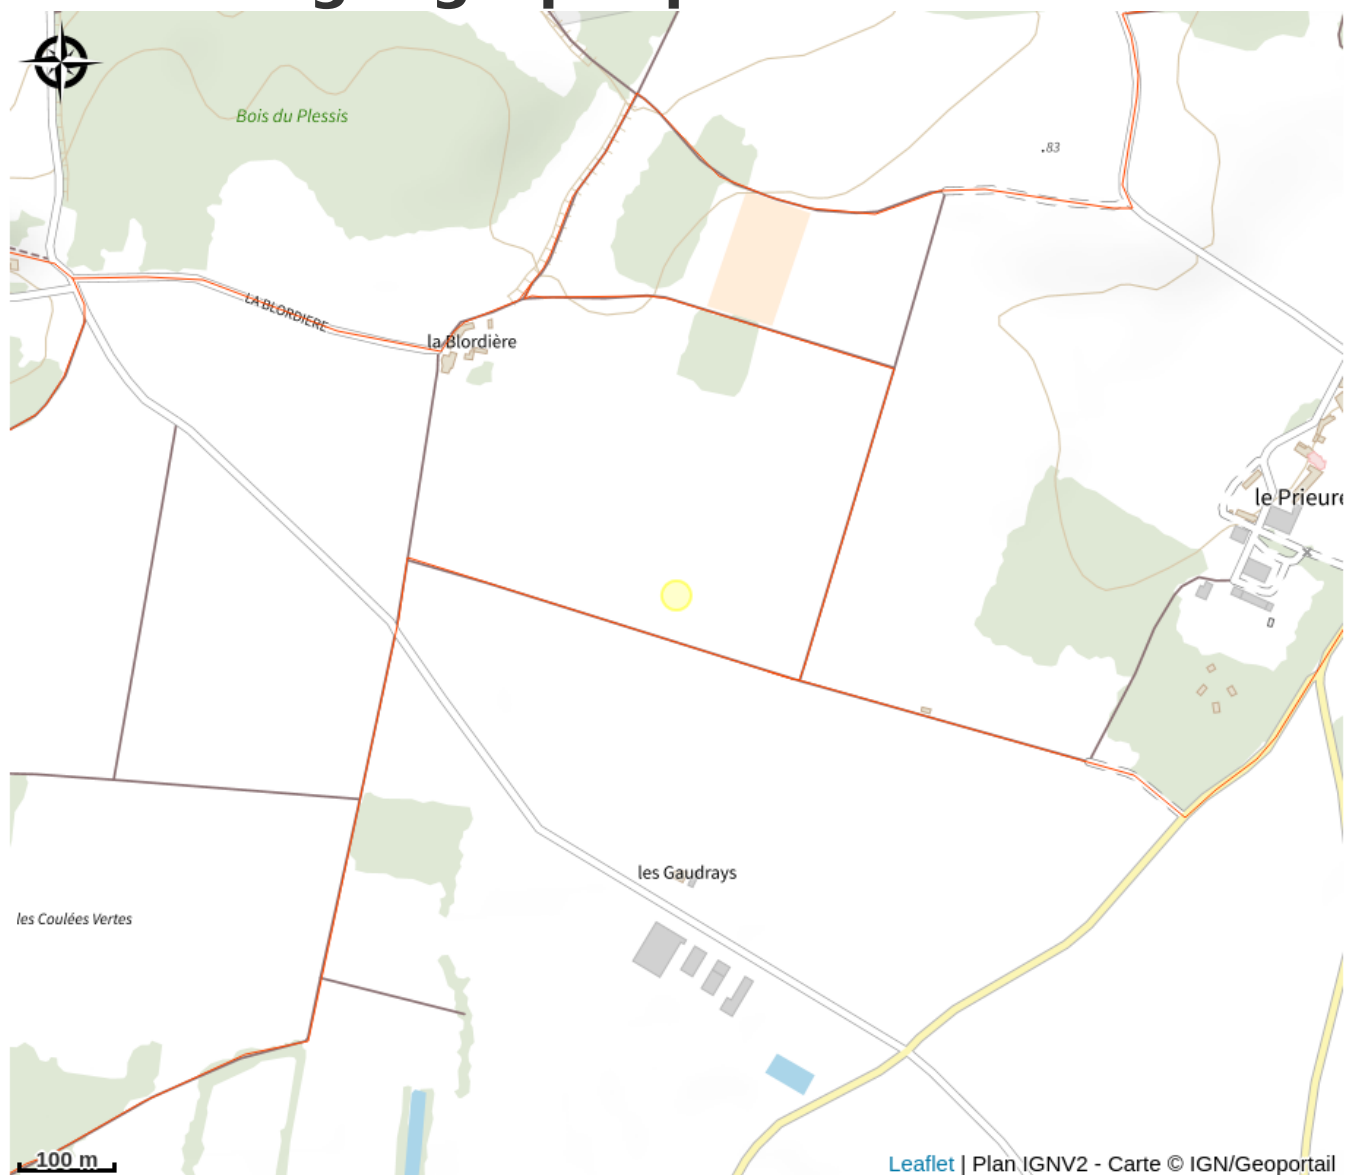 Bois du Plessis
.83
LA BLORDIERE
la Blordière
le Prieuré
les Gaudrays
les Coulées Vertes
100 m
Leaflet | Plan IGNV2 - Carte © IGN/Geoportail